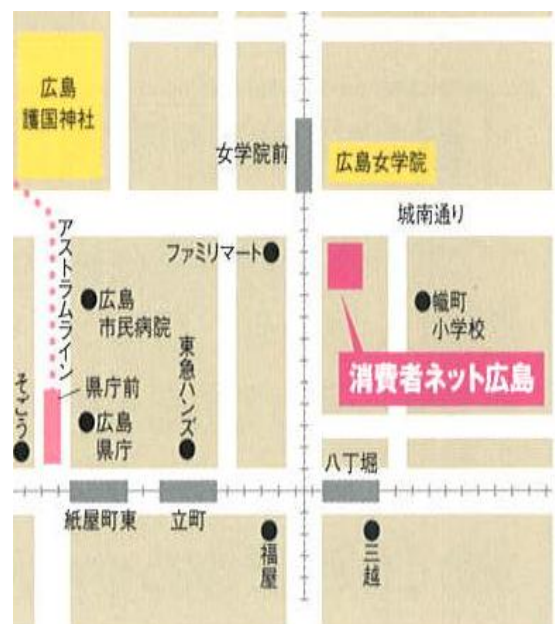 広島
護国神社
女学院前
広島女学院
城南通り
アストラムライン
ファミリーマート
広島
市民病院
幟町
小学校
東急ハンズ
消費者ネット広島
県庁前
そごう
広島
県庁
八丁堀
紙屋町東
立町
福屋
三越